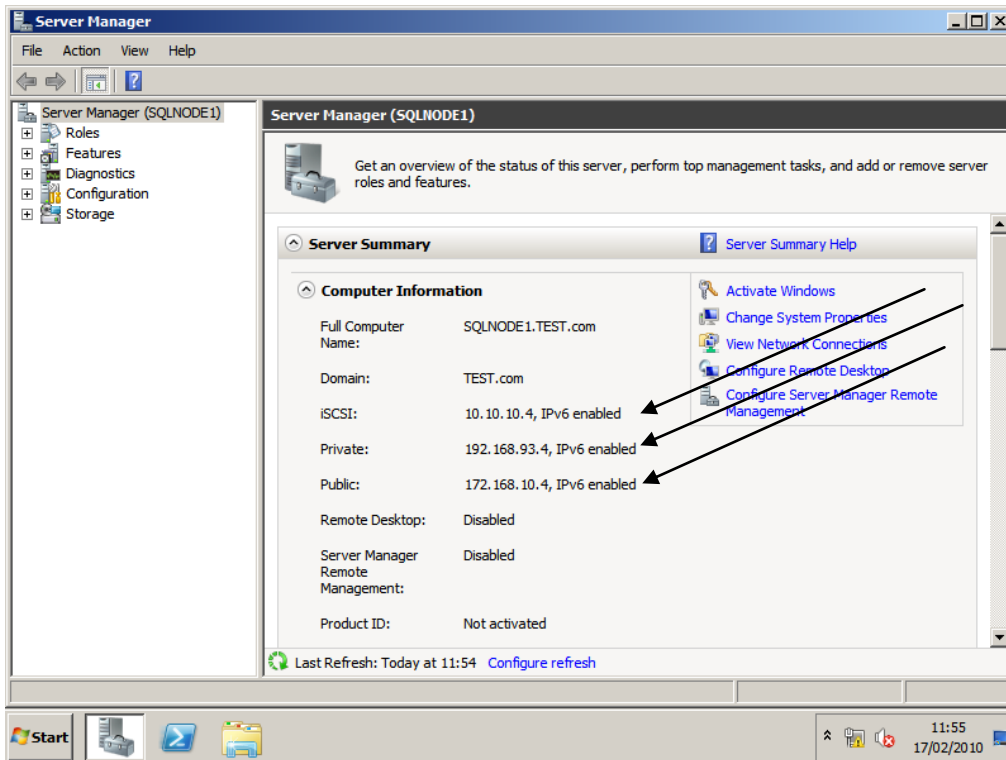 Server Manager
File Action View Help
Server Manager (SQLNODE1)
Roles
Features
Diagnostics
Configuration
Storage
Server Manager (SQLNODE1)
Get an overview of the status of this server, perform top management tasks, and add or remove server
roles and features.
Server Summary
Server Summary Help
Computer Information
Full Computer
Name:
SQLNODE1.TEST.com
Domain:
TEST.com
iSCSI:
10.10.10.4, IPv6 enabled
Private:
192.168.93.4, IPv6 enabled
Public:
172.168.10.4, IPv6 enabled
Remote Desktop:
Disabled
Server Manager
Remote
Management:
Disabled
Product ID:
Not activated
Activate Windows
Change System Properties
View Network Connections
Configure Remote Desktop
Configure Server Manager Remote
Management
Last Refresh: Today at 11:54 Configure refresh
Start
11:55
17/02/2010